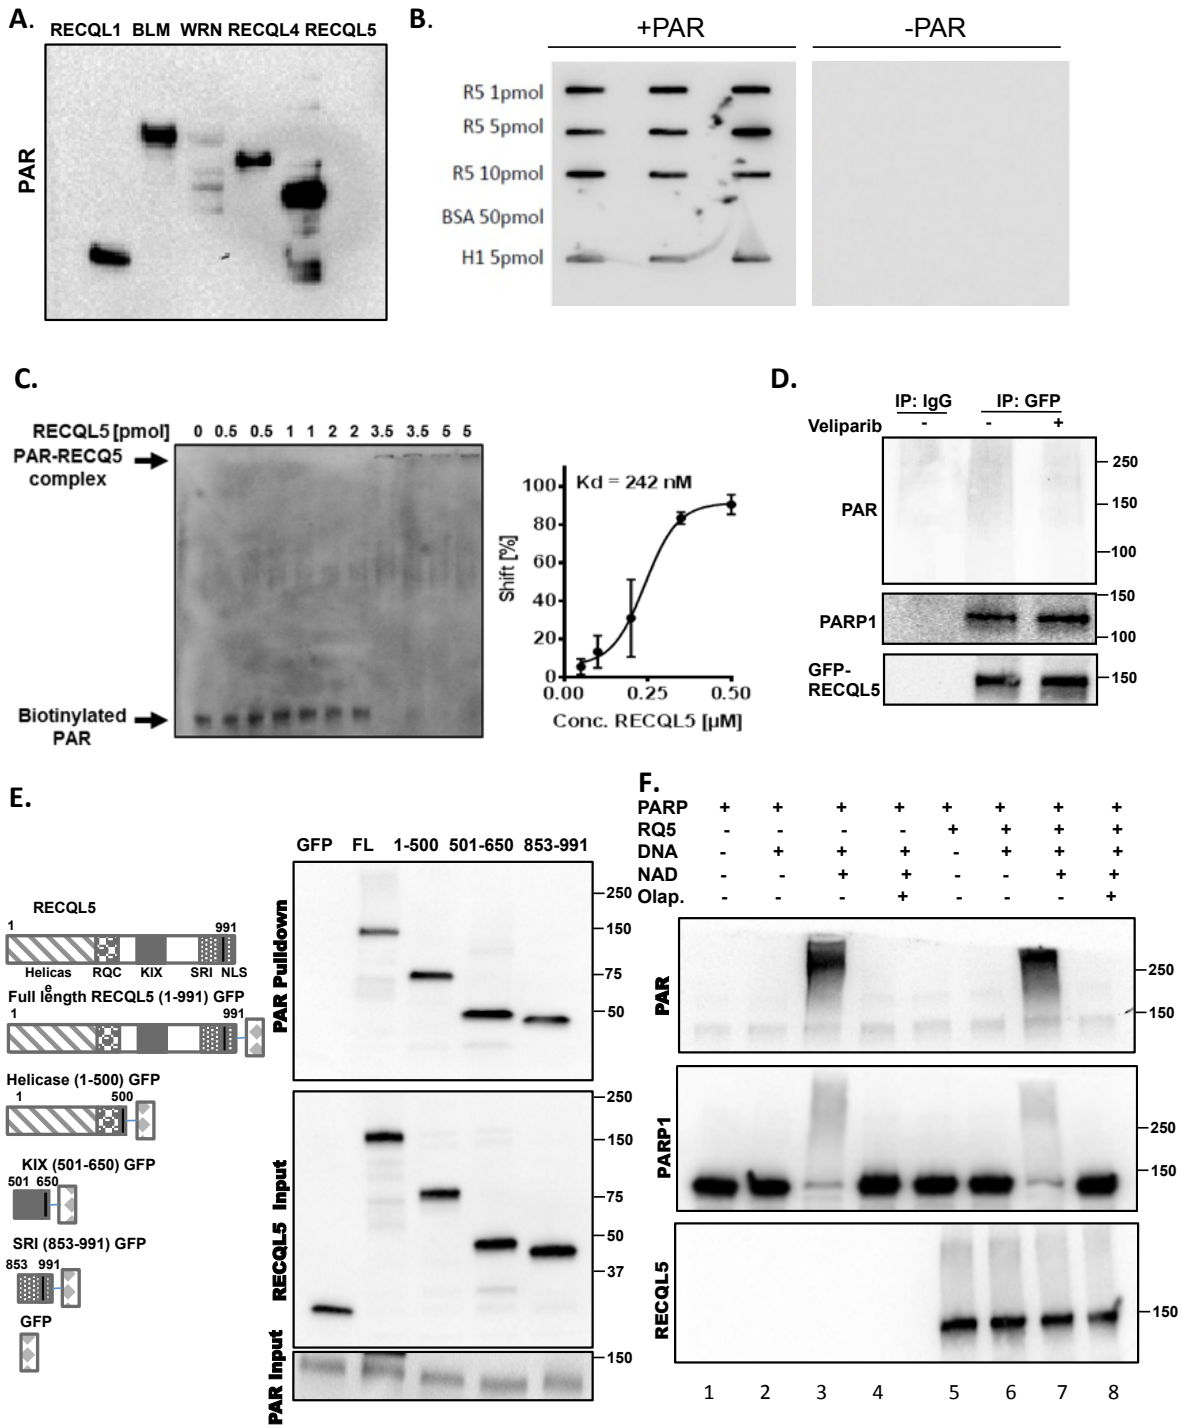 A.
RECQL1 BLM WRN RECQL4 RECQL5
PAR
B.
+PAR
-PAR
R5 1pmol
R5 5pmol
R5 10pmol
BSA 50pmol
H1 5pmol
C.
RECQL5 [pmol] 0 0.5 0.5 1 1 2 2 3.5 3.5 5 5
PAR-RECQ5
complex
Biotinylated
PAR
Kd = 242 nM
Shift [%]
100
80
60
40
20
0
0.00 0.25 0.50
Conc. RECQL5 [µM]
D.
IP: IgG IP: GFP
Veliparib - - +
PAR
250
150
100
PARP1
150
100
GFP-
RECQL5
150
E.
RECQL5
1 991
Helicas
e
RQC KIX SRI NLS
Full length RECQL5 (1-991) GFP
1 991
Helicase (1-500) GFP
1 500
KIX (501-650) GFP
501 650
SRI (853-991) GFP
853 991
GFP
GFP FL 1-500 501-650 853-991
PAR Pulldown
250
150
75
50
RECQL5 Input
250
150
75
50
37
PAR Input
150
F.
PARP + + + + + + + +
RQ5 - - - - + + + +
DNA - + + + - + + +
NAD - - + + - - + +
Olap. - - - + - - - +
PAR
250
150
PARP1
250
150
RECQL5
150
1 2 3 4 5 6 7 8